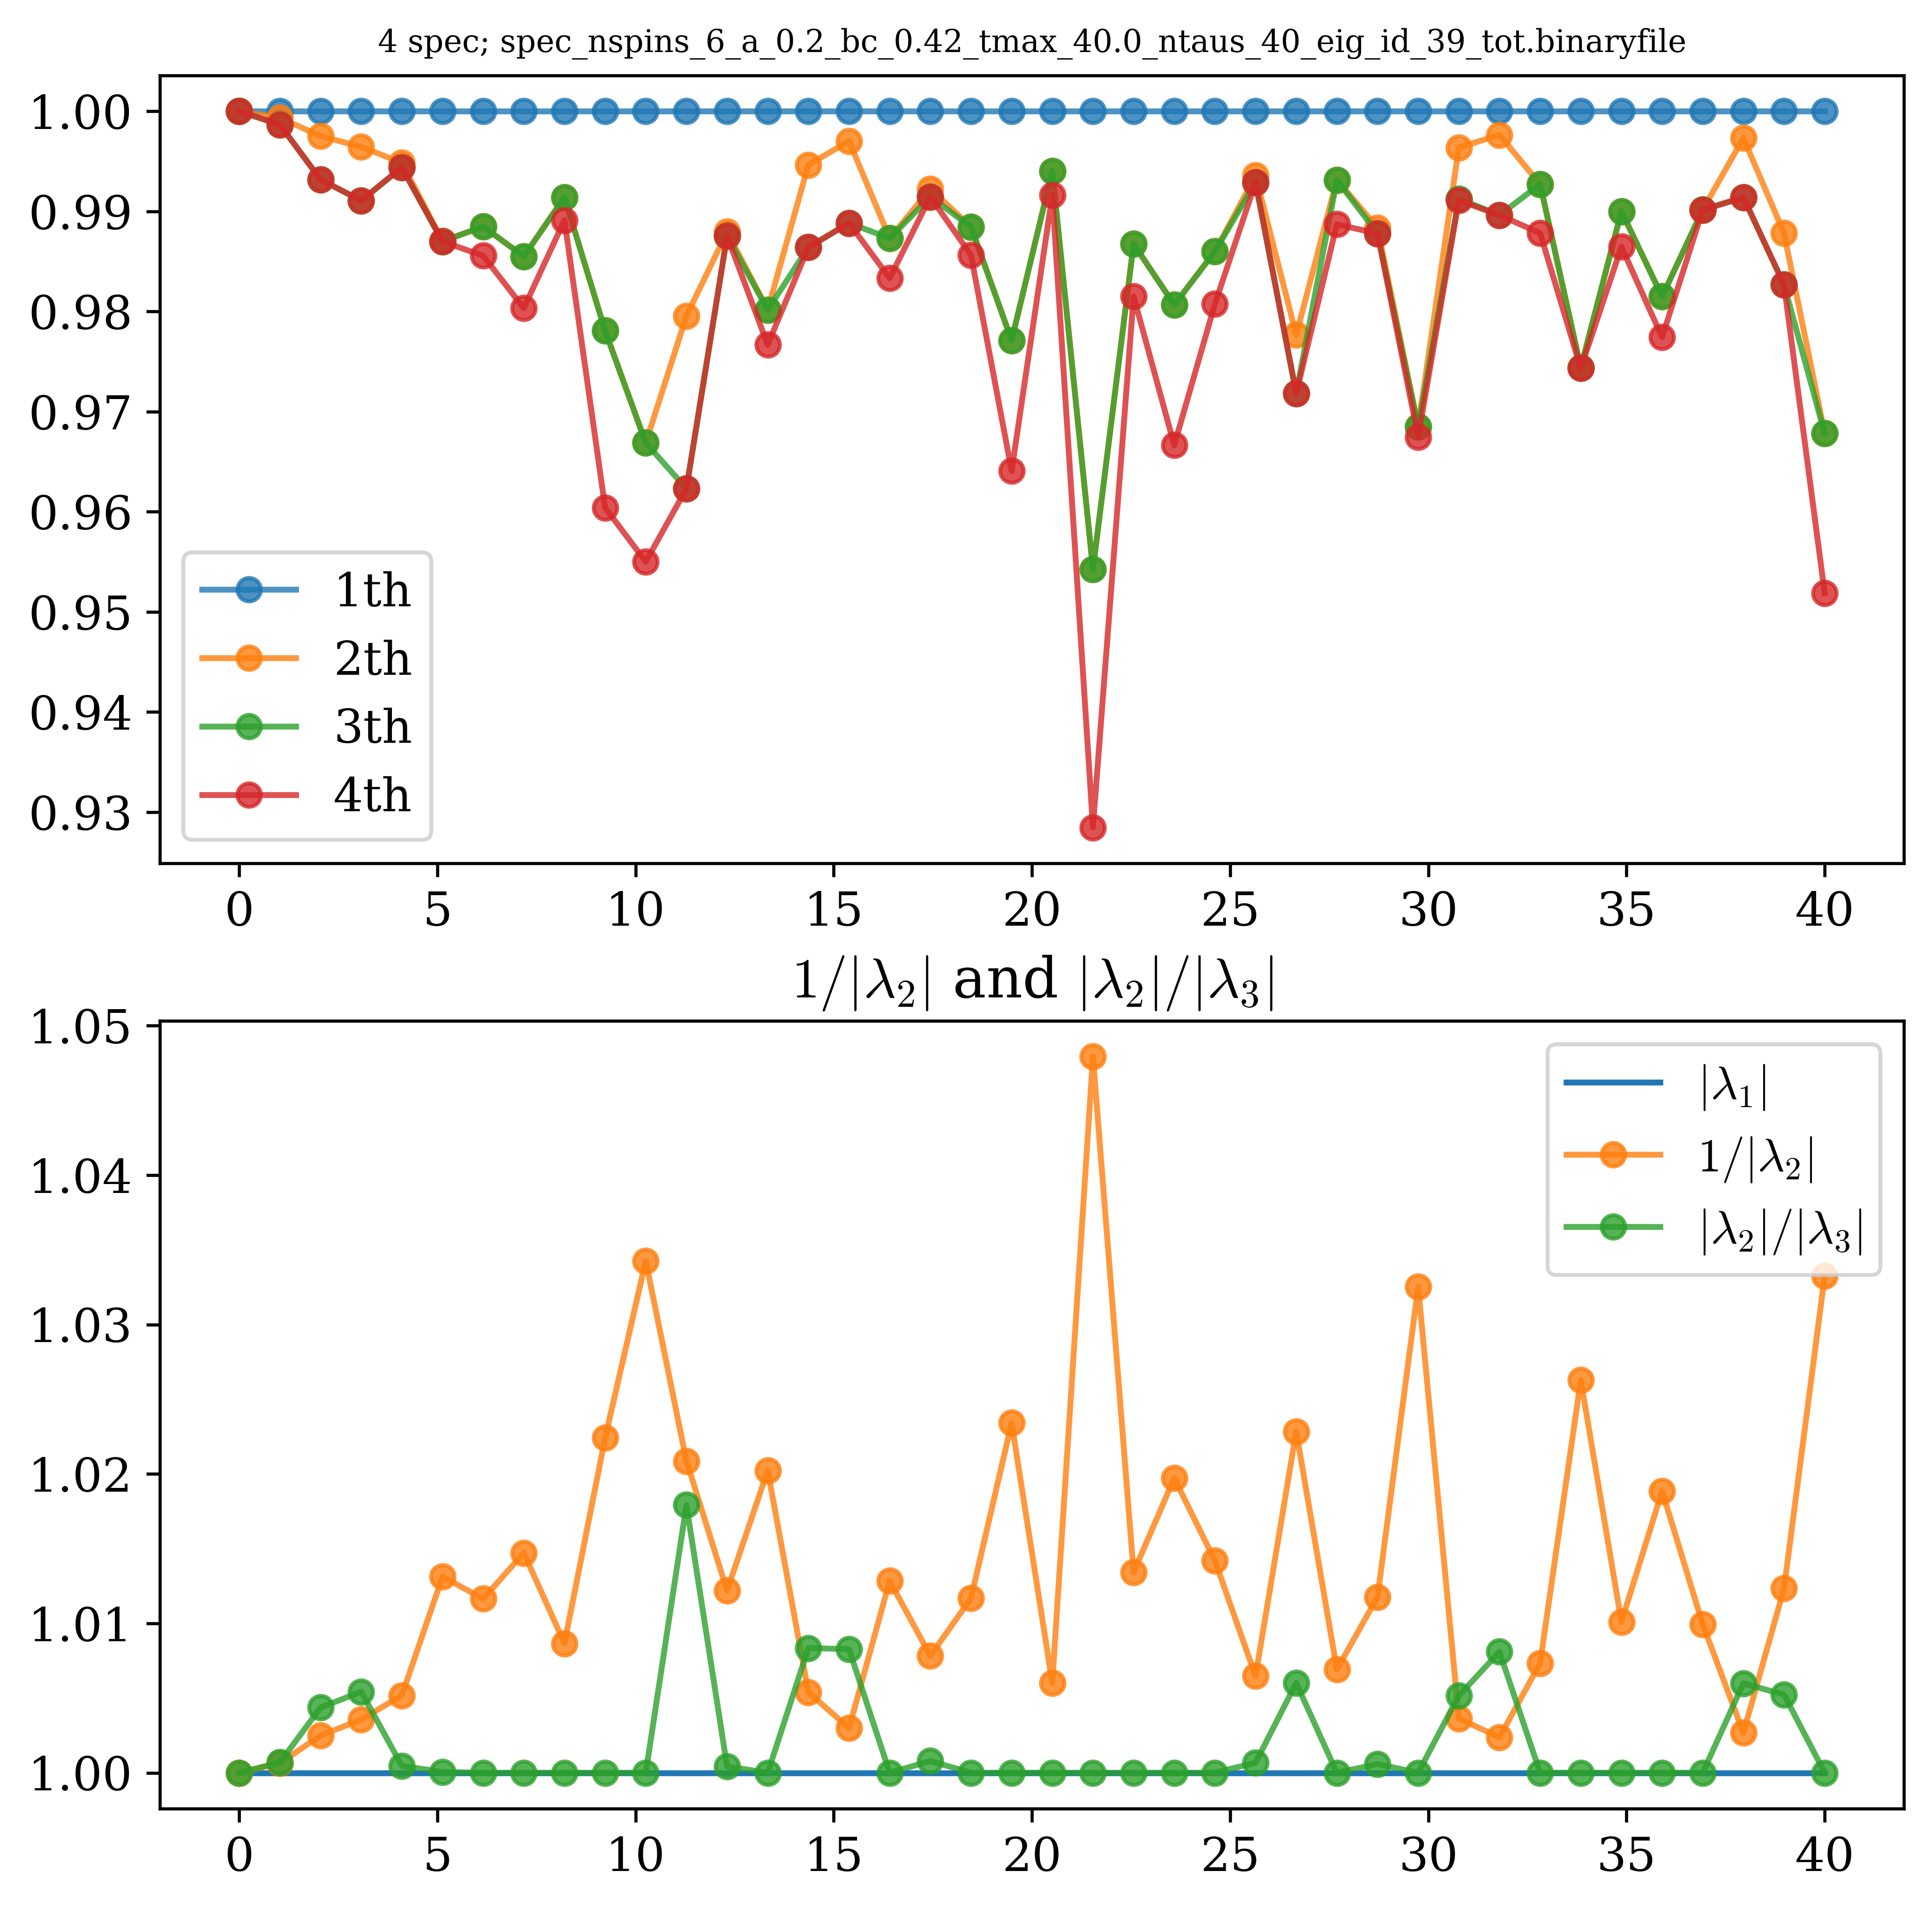 4 spec; spec_nspins_6_a_0.2_bc_0.42_tmax_40.0_ntaus_40_eig_id_39_tot.binaryfile
1.00
0.99
0.98
0.97
0.96
0.95
0.94
0.93
1th
2th
3th
4th
0 5 10 15 20 25 30 35 40
1/|λ₂| and |λ₂|/|λ₃|
1.05
1.04
1.03
1.02
1.01
1.00
|λ₁|
1/|λ₂|
|λ₂|/|λ₃|
0 5 10 15 20 25 30 35 40